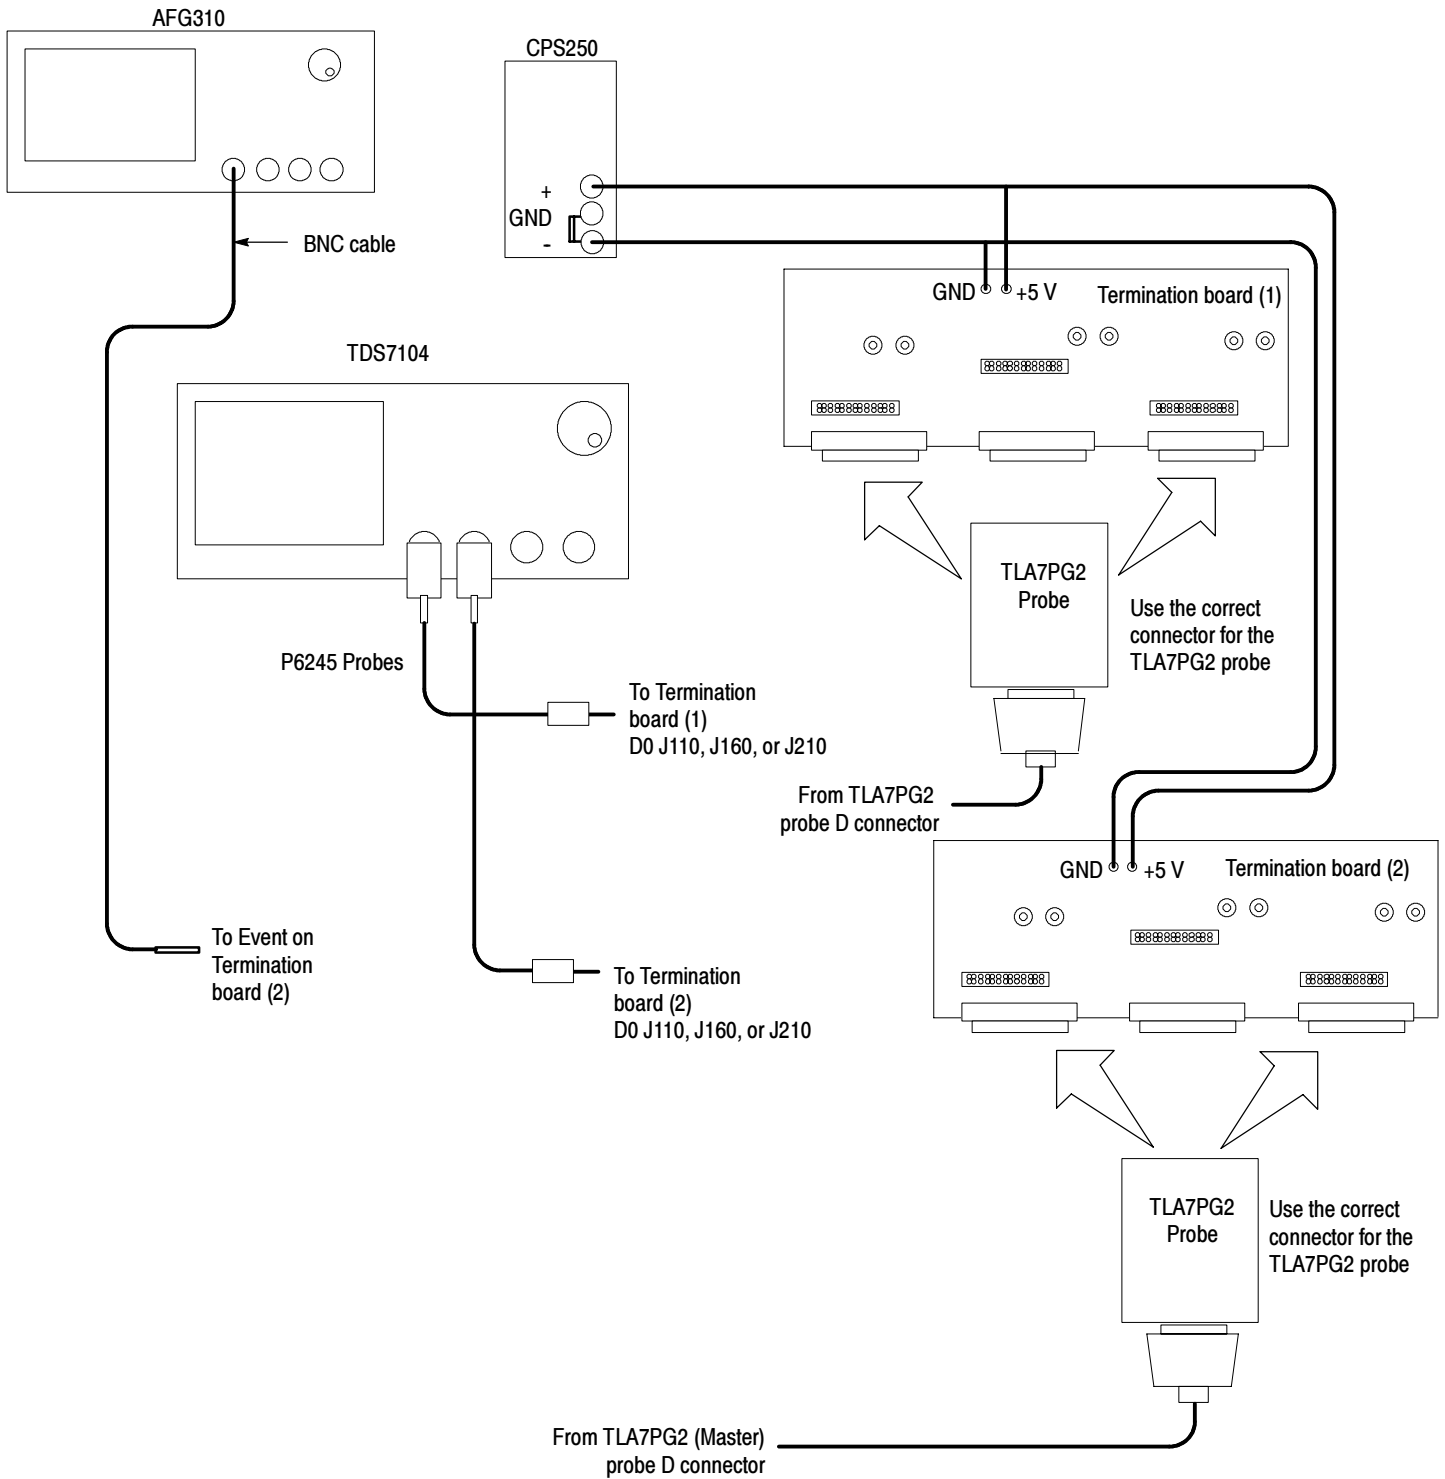 AFG310
CPS250
+
GND
-
BNC cable
GND
+5 V
Termination board (1)
TDS7104
TLA7PG2
Probe
Use the correct
connector for the
TLA7PG2 probe
P6245 Probes
To Termination
board (1)
D0 J110, J160, or J210
From TLA7PG2
probe D connector
GND
+5 V
Termination board (2)
To Event on
Termination
board (2)
To Termination
board (2)
D0 J110, J160, or J210
TLA7PG2
Probe
Use the correct
connector for the
TLA7PG2 probe
From TLA7PG2 (Master)
probe D connector